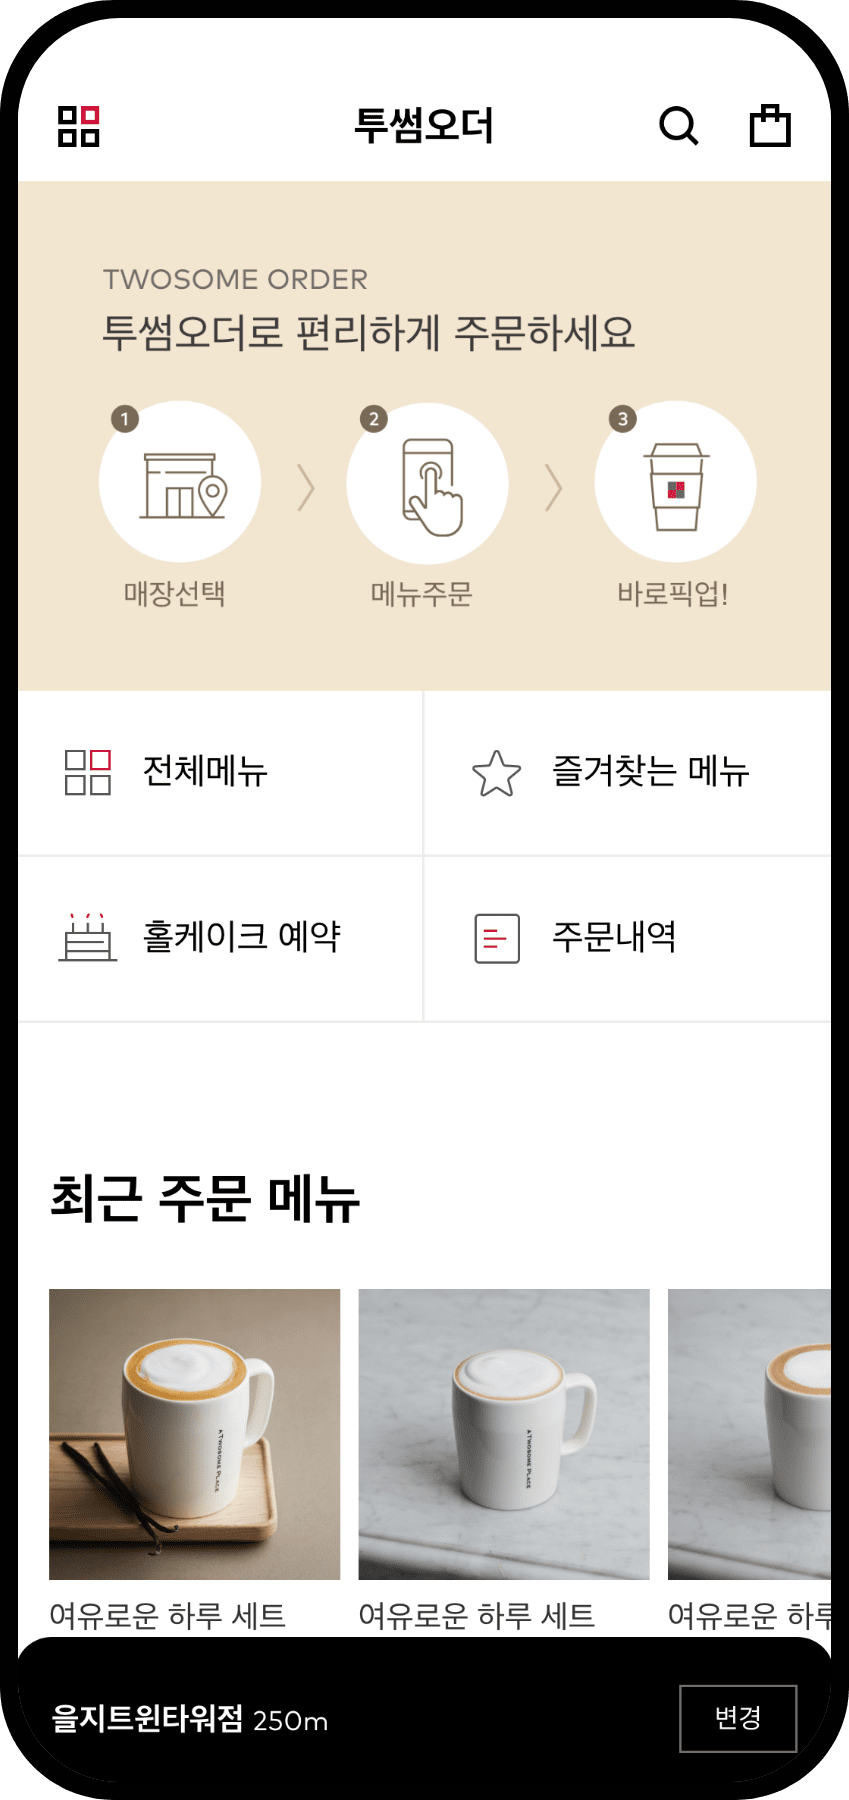 투썸오더
TWOSOME ORDER
투썸오더로 편리하게 주문하세요
1
2
3
매장선택
메뉴주문
바로픽업!
전체메뉴
즐겨찾는 메뉴
홀케이크 예약
주문내역
최근 주문 메뉴
A TWOSOME PLACE
A TWOSOME PLACE
여유로운 하루 세트
여유로운 하루 세트
여유로운 하루
을지트윈타워점 250m
변경